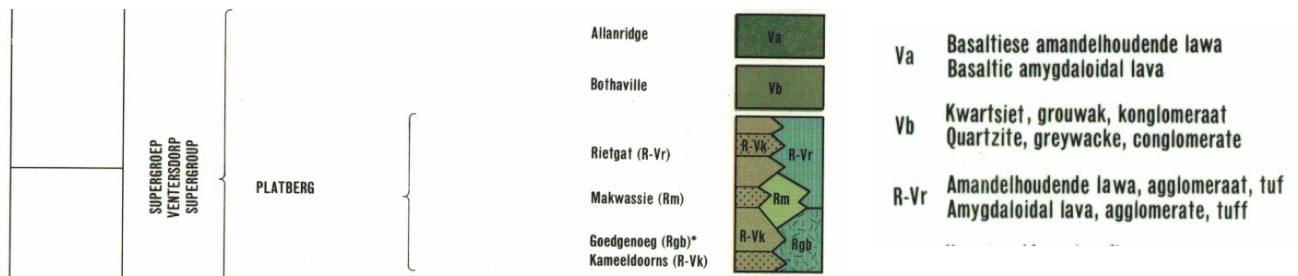 SUPERGROEP
VENTERSDORP
SUPERGROUP
PLATBERG
Allanridge
Bothaville
Rietgat (R-Vr)
Makwassie (Rm)
Goedgenoeg (Rgb)*
Kameeldoorns (R-Vk)
Va
Vb
R-Vk
R-Vr
Rm
R-Vk
Rgb
Va
Basaltiese amandelhoudende lawa
Basaltic amygdaloidal lava
Vb
Kwartsiet, grouwak, konglomeraat
Quartzite, greywacke, conglomerate
R-Vr
Amandelhoudende lawa, agglomeraat, tuf
Amygdaloidal lava, agglomerate, tuff